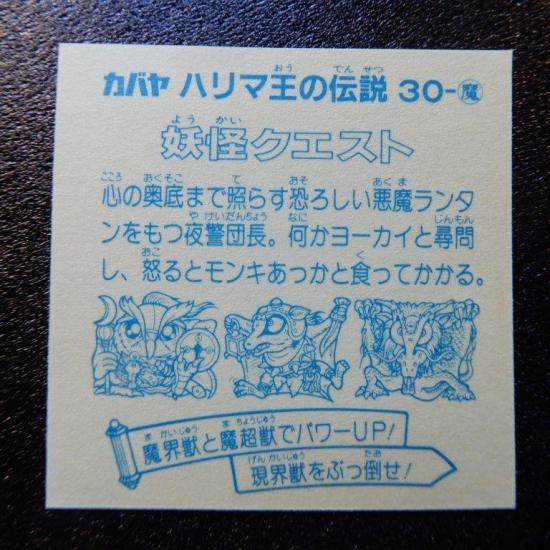 カバヤ ハリマ王の伝説 30-魔
妖怪クエスト
心の奥底まで照らす恐ろしい悪魔ランタ
ンをもつ夜警団長。何かヨーカイと尋問
し、怒るとモンキあっかと食ってかかる。
魔界獣と魔超獣でパワーUP!
現界獣をぶっ倒せ!